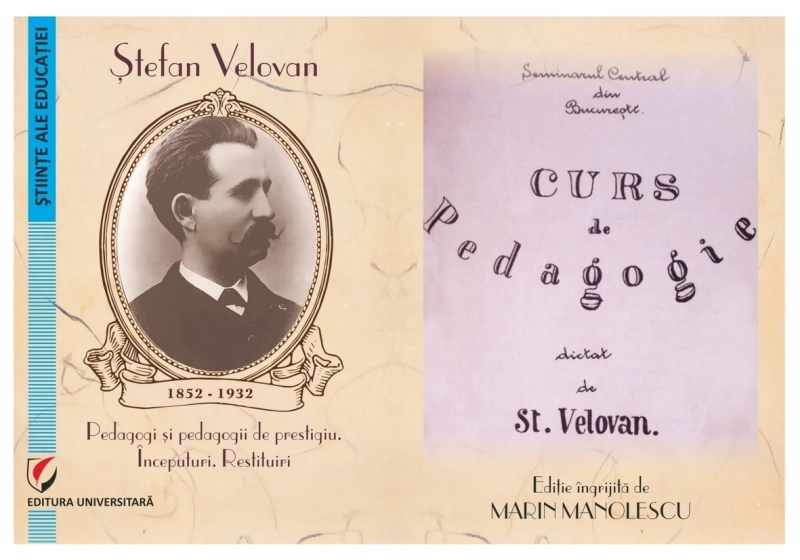 ȘTIINȚE ALE EDUCAȚIEI
Ștefan Velovan
1852 - 1932
Pedagogi și pedagogii de prestigiu.
Începuturi. Restituiri
EDITURA UNIVERSITARĂ
Seminarul Central
din
Bucureștĭ.
CURS
de
Pedagogie
dictat
de
St. Velovan.
Ediție îngrijită de
MARIN MANOLESCU